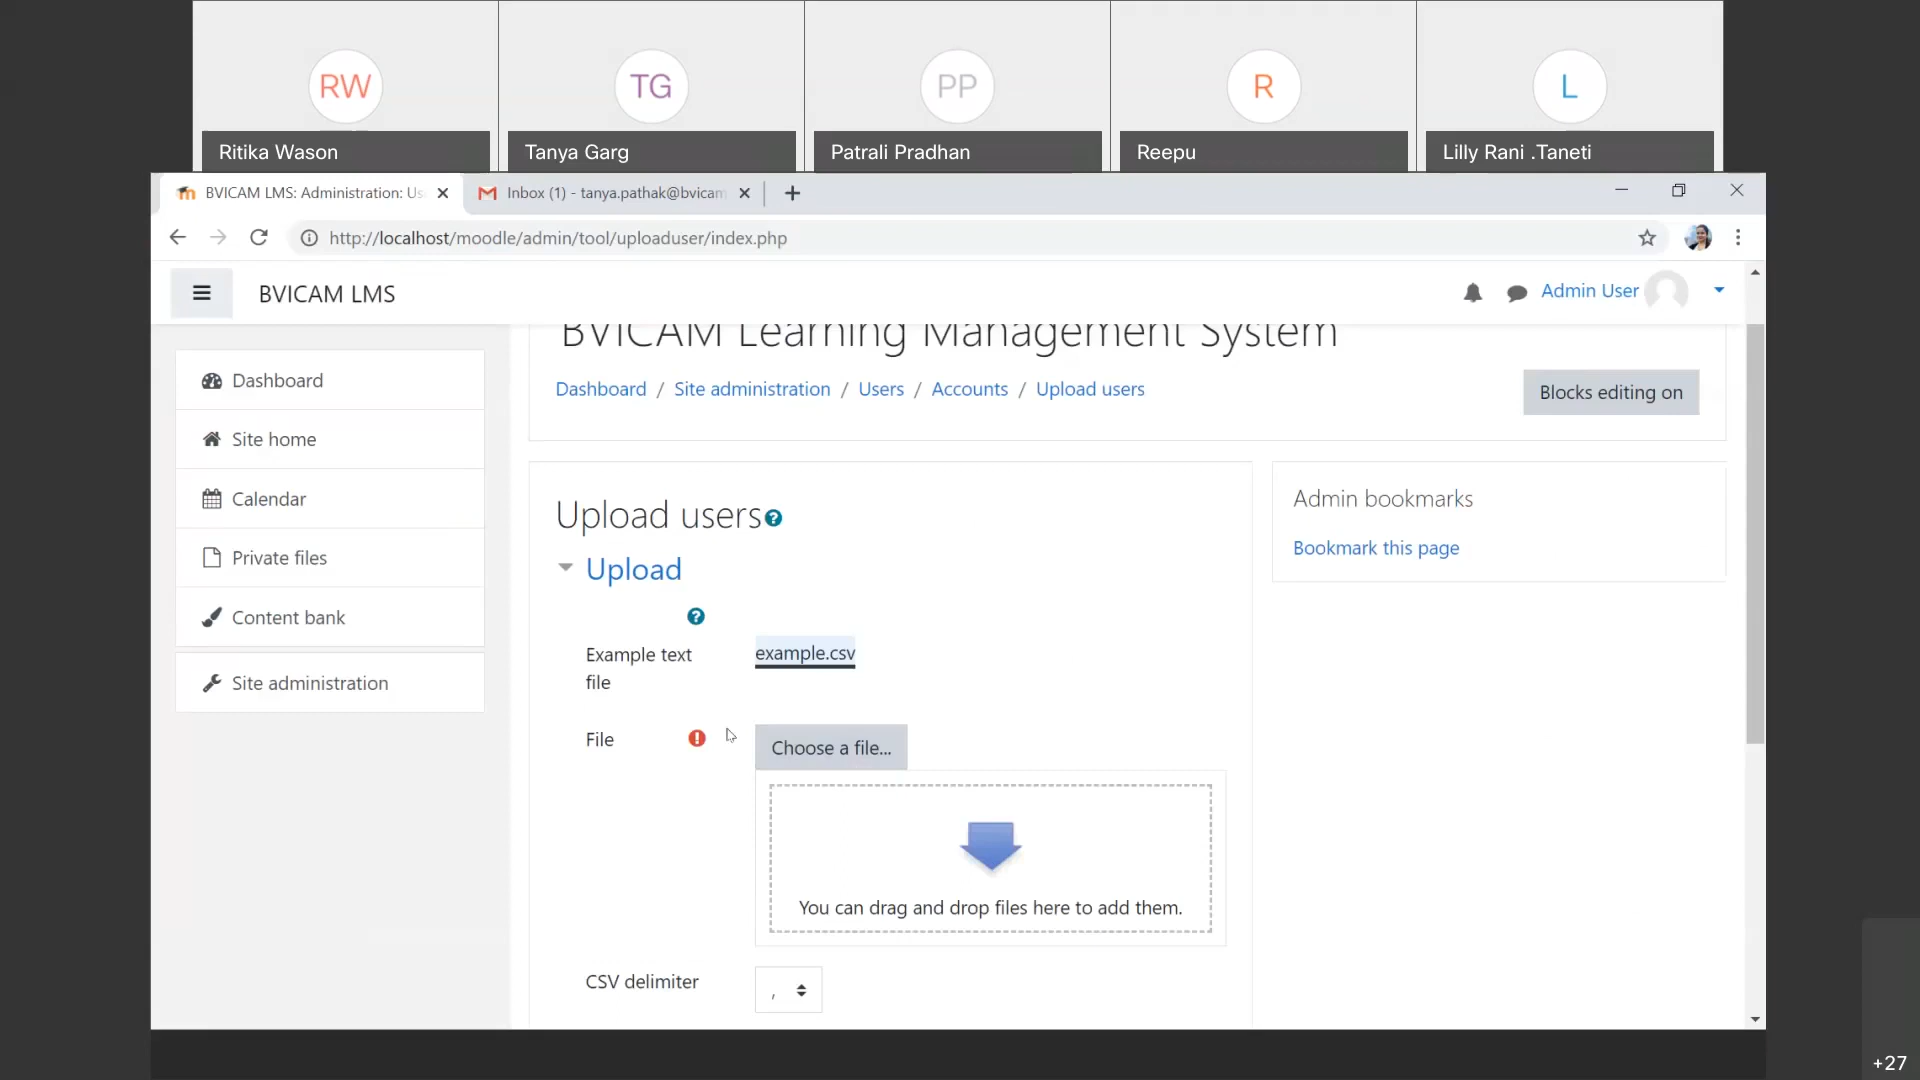 RW
TG
PP
R
L
Ritika Wason
Tanya Garg
Patrali Pradhan
Reepu
Lilly Rani .Taneti
BVICAM LMS: Administration: Us
Inbox (1) - tanya.pathak@bvicam
http://localhost/moodle/admin/tool/uploaduser/index.php
BVICAM LMS
Admin User
BVICAM Learning Management System
Dashboard / Site administration / Users / Accounts / Upload users
Blocks editing on
Dashboard
Site home
Calendar
Private files
Content bank
Site administration
Upload users
Upload
Example text
file
example.csv
File
Choose a file...
You can drag and drop files here to add them.
CSV delimiter
,
Admin bookmarks
Bookmark this page
+27